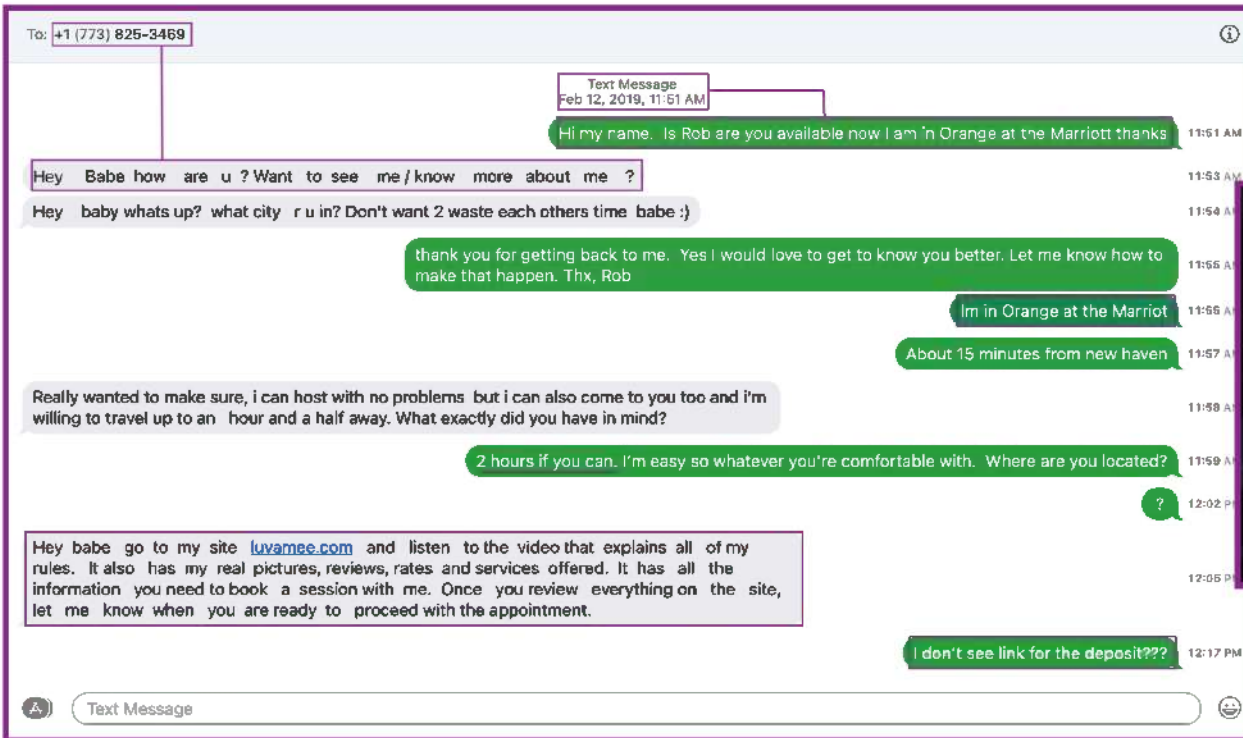 To: +1 (773) 825-3469
Text Message
Feb 12, 2019, 11:51 AM
Hi my name. Is Rob are you available now I am in Orange at the Marriott thanks
11:51 AM
Hey Babe how are u ? Want to see me / know more about me ?
11:53 AM
Hey baby whats up? what city r u in? Don't want 2 waste each others time babe :)
11:54 A
thank you for getting back to me. Yes I would love to get to know you better. Let me know how to
make that happen. Thx, Rob
11:55 A
Im in Orange at the Marriot
11:55 A
About 15 minutes from new haven
11:57 A
Really wanted to make sure, i can host with no problems but i can also come to you too and i'm
willing to travel up to an hour and a half away. What exactly did you have in mind?
11:58 A
2 hours if you can. I'm easy so whatever you're comfortable with. Where are you located?
11:59 A
?
12:02 P
Hey babe go to my site luvamee.com and listen to the video that explains all of my
rules. It also has my real pictures, reviews, rates and services offered. It has all the
information you need to book a session with me. Once you review everything on the site,
let me know when you are ready to proceed with the appointment.
12:05 P
I don't see link for the deposit???
12:17 PM
Text Message